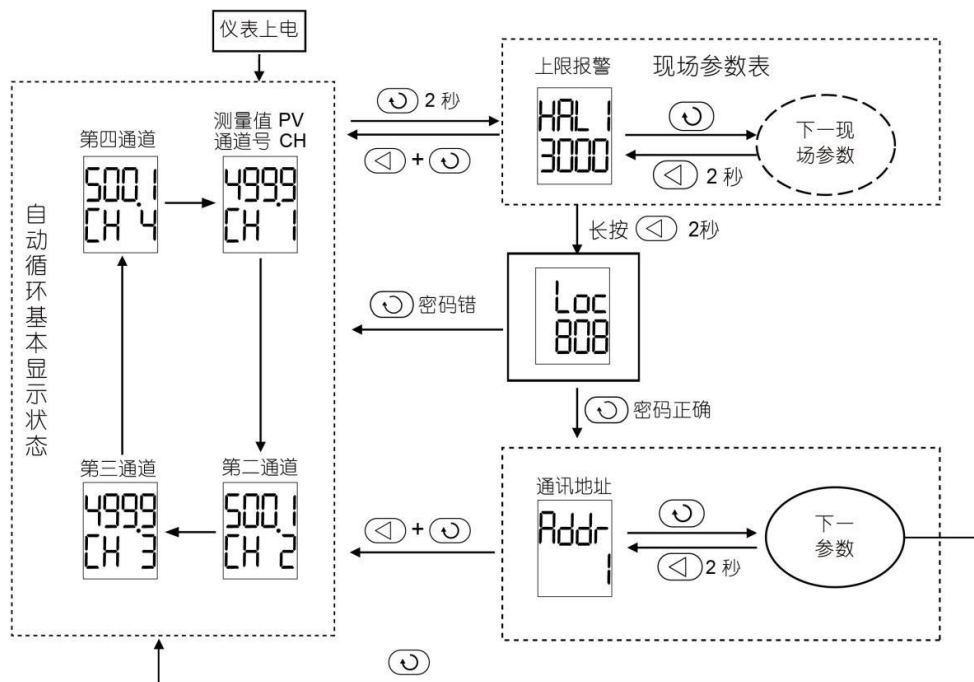 仪表上电
自动循环基本显示状态
第四通道
500.1
CH 4
测量值 PV
通道号 CH
499.9
CH 1
第三通道
499.9
CH 3
第二通道
500.1
CH 2
2 秒
+
上限报警
HAL1
3000
现场参数表
2 秒
下一现
场参数
长按 2秒
Loc
808
密码错
密码正确
+
通讯地址
Addr
1
2 秒
下一
参数